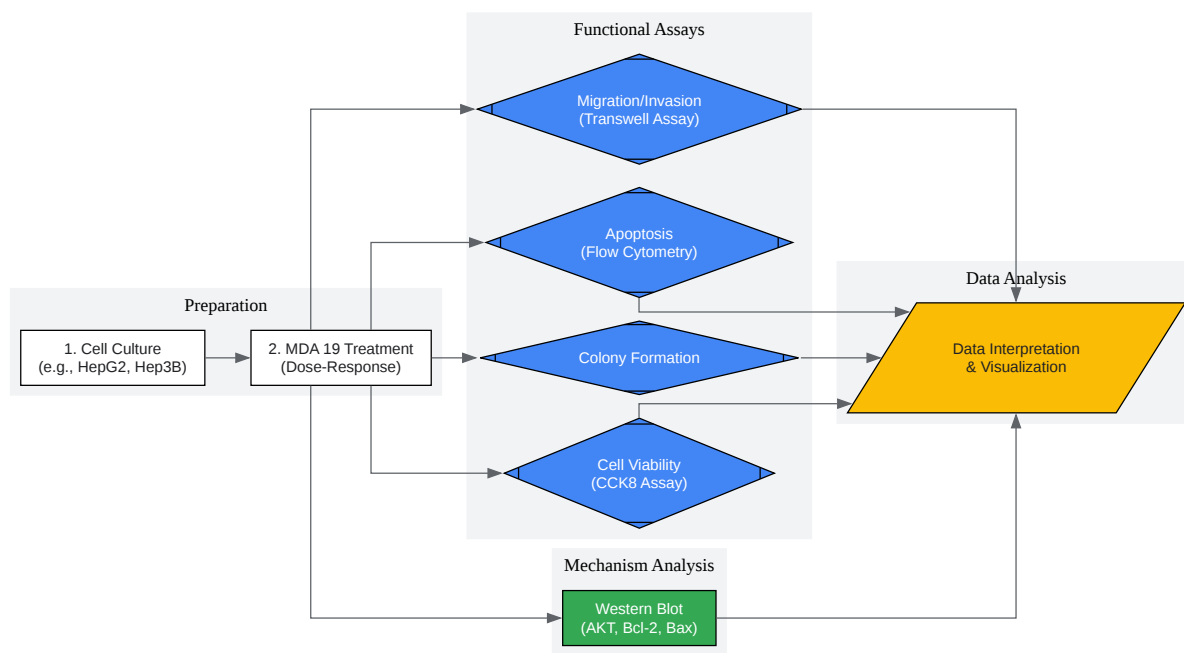 Functional Assays
Migration/Invasion
(Transwell Assay)
Apoptosis
(Flow Cytometry)
Colony Formation
Cell Viability
(CCK8 Assay)
Preparation
1. Cell Culture
(e.g., HepG2, Hep3B)
2. MDA 19 Treatment
(Dose-Response)
Data Analysis
Data Interpretation
& Visualization
Mechanism Analysis
Western Blot
(AKT, Bcl-2, Bax)